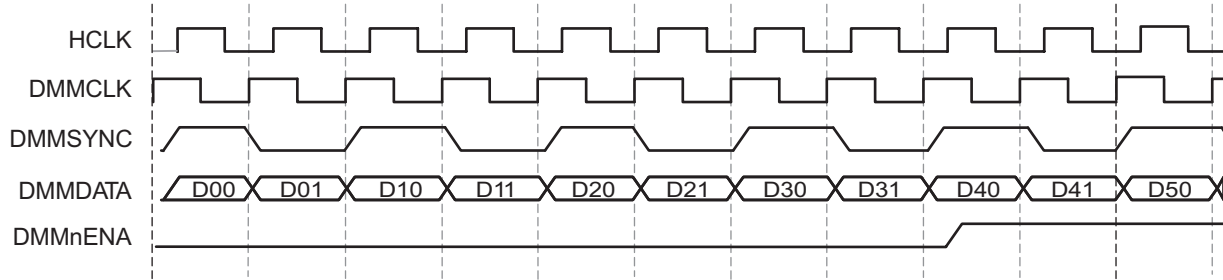 HCLK
DMMCLK
DMMSYNC
DMMDATA D00 D01 D10 D11 D20 D21 D30 D31 D40 D41 D50
DMMnENA